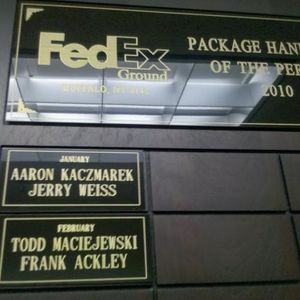 FedEx
Ground
BUFFALO, NY
PACKAGE HAN
OF THE PER
2010
JANUARY
AARON KACZMAREK
JERRY WEISS
FEBRUARY
TODD MACIEJEWSKI
FRANK ACKLEY